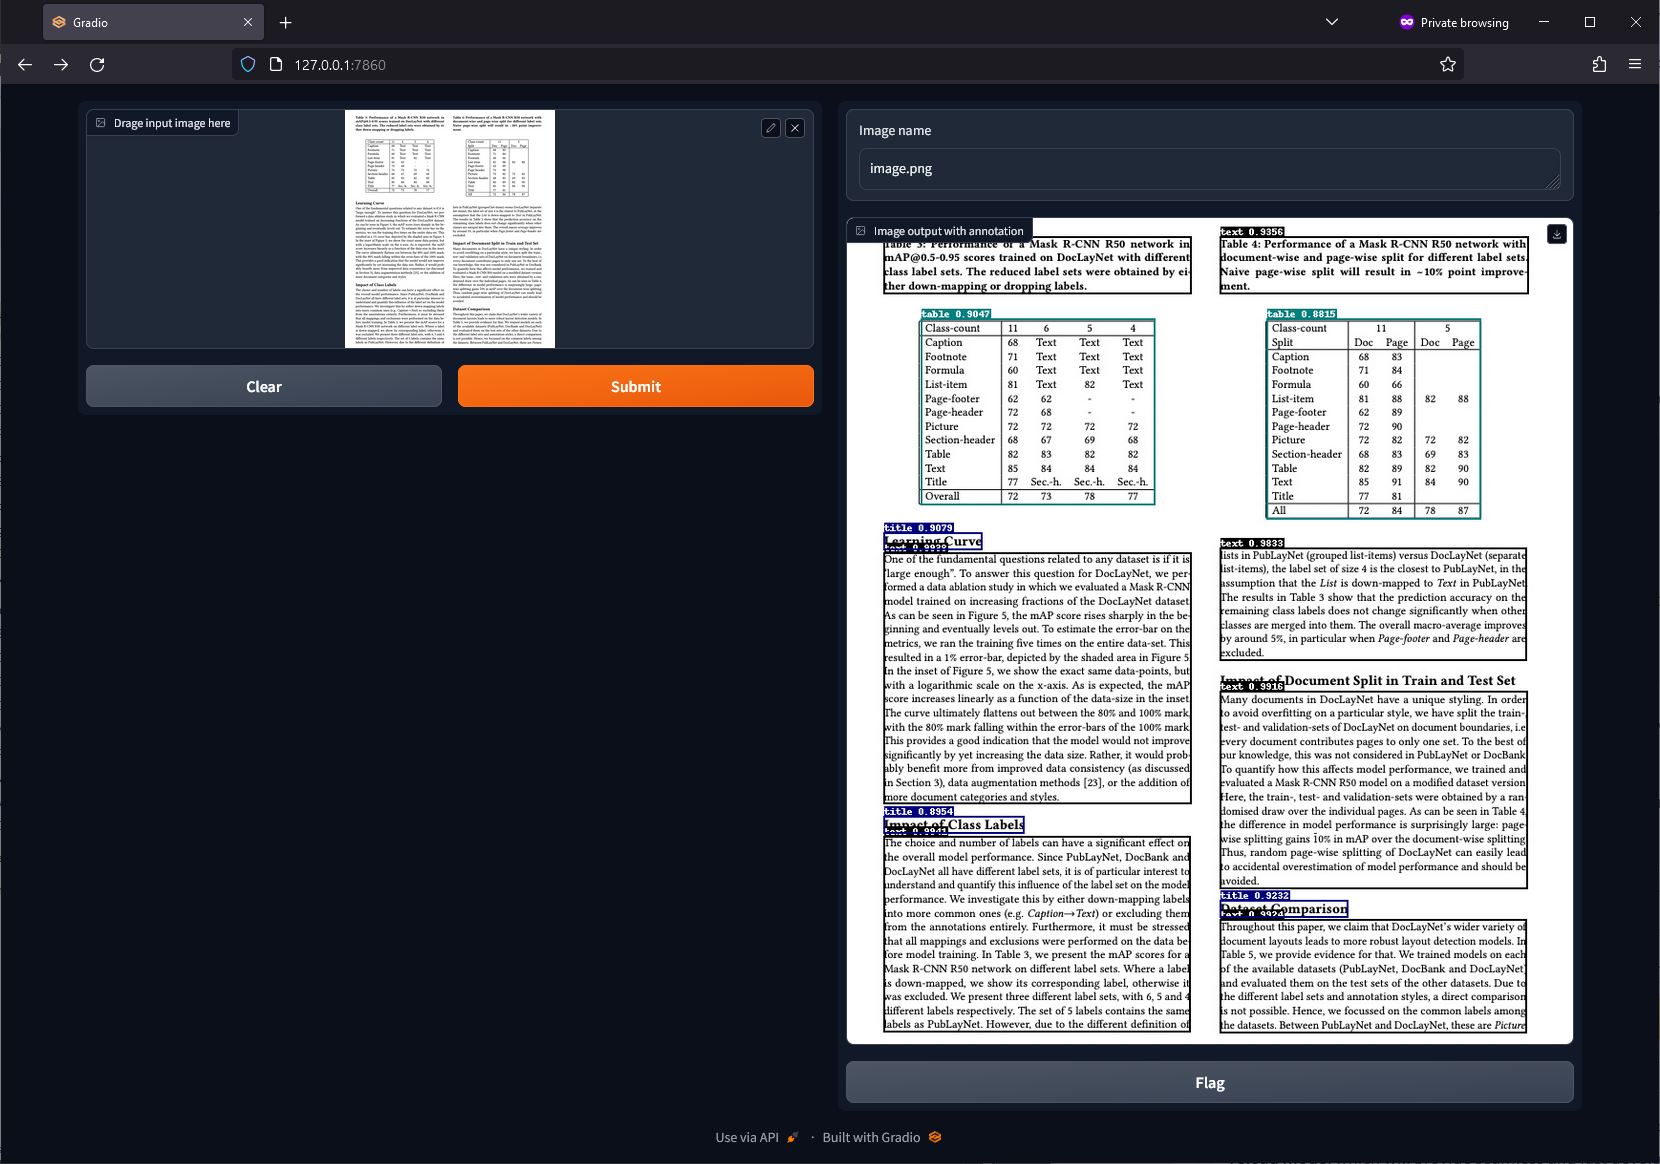 Gradio
Private browsing
127.0.0.1:7860
Drage input image here
Clear
Submit
Image name
image.png
Image output with annotation
Table 3: Performance of a Mask R-CNN R50 network in
mAP@0.5-0.95 scores trained on DocLayNet with different
class label sets. The reduced label sets were obtained by ei-
ther down-mapping or dropping labels.
table 0.9047
Class-count 11 6 5 4
Caption 68 Text Text Text
Footnote 71 Text Text Text
Formula 60 Text Text Text
List-item 81 Text 82 Text
Page-footer 62 62 - -
Page-header 72 68 - -
Picture 72 72 72 72
Section-header 68 67 69 68
Table 82 83 82 82
Text 85 84 84 84
Title 77 Sec.-h. Sec.-h. Sec.-h.
Overall 72 73 78 77
title 0.9079
Learning Curve
One of the fundamental questions related to any dataset is if it is
"large enough". To answer this question for DocLayNet, we per-
formed a data ablation study in which we evaluated a Mask R-CNN
model trained on increasing fractions of the DocLayNet dataset
As can be seen in Figure 5, the mAP score rises sharply in the be-
ginning and eventually levels out. To estimate the error-bar on the
metrics, we ran the training five times on the entire data-set. This
resulted in a 1% error-bar, depicted by the shaded area in Figure 5
In the inset of Figure 5, we show the exact same data-points, but
with a logarithmic scale on the x-axis. As is expected, the mAP
score increases linearly as a function of the data-size in the inset
The curve ultimately flattens out between the 80% and 100% mark,
with the 80% mark falling within the error-bars of the 100% mark
This provides a good indication that the model would not improve
significantly by yet increasing the data size. Rather, it would prob-
ably benefit more from improved data consistency (as discussed
in Section 3), data augmentation methods [23], or the addition of
more document categories and styles.
title 0.8954
Impact of Class Labels
The choice and number of labels can have a significant effect on
the overall model performance. Since PubLayNet, DocBank and
DocLayNet all have different label sets, it is of particular interest to
understand and quantify this influence of the label set on the model
performance. We investigate this by either down-mapping labels
into more common ones (e.g. Caption→Text) or excluding them
from the annotations entirely. Furthermore, it must be stressed
that all mappings and exclusions were performed on the data be-
fore model training. In Table 3, we present the mAP scores for a
Mask R-CNN R50 network on different label sets. Where a label
is down-mapped, we show its corresponding label, otherwise it
was excluded. We present three different label sets, with 6, 5 and 4
different labels respectively. The set of 5 labels contains the same
labels as PubLayNet. However, due to the different definition of
text 0.9356
Table 4: Performance of a Mask R-CNN R50 network with
document-wise and page-wise split for different label sets.
Naive page-wise split will result in ~10% point improve-
ment.
table 0.8815
Class-count 11 5
Split Doc Page Doc Page
Caption 68 83
Footnote 71 84
Formula 60 66
List-item 81 88 82 88
Page-footer 62 89
Page-header 72 90
Picture 72 82 72 82
Section-header 68 83 69 83
Table 82 89 82 90
Text 85 91 84 90
Title 77 81
All 72 84 78 87
text 0.9833
lists in PubLayNet (grouped list-items) versus DocLayNet (separate
list-items), the label set of size 4 is the closest to PubLayNet, in the
assumption that the List is down-mapped to Text in PubLayNet
The results in Table 3 show that the prediction accuracy on the
remaining class labels does not change significantly when other
classes are merged into them. The overall macro-average improves
by around 5%, in particular when Page-footer and Page-header are
excluded.
Impact of Document Split in Train and Test Set
text 0.9916
Many documents in DocLayNet have a unique styling. In order
to avoid overfitting on a particular style, we have split the train-,
test- and validation-sets of DocLayNet on document boundaries, i.e
every document contributes pages to only one set. To the best of
our knowledge, this was not considered in PubLayNet or DocBank
To quantify how this affects model performance, we trained and
evaluated a Mask R-CNN R50 model on a modified dataset version
Here, the train-, test- and validation-sets were obtained by a ran-
domised draw over the individual pages. As can be seen in Table 4,
the difference in model performance is surprisingly large: page-
wise splitting gains 10% in mAP over the document-wise splitting
Thus, random page-wise splitting of DocLayNet can easily lead
to accidental overestimation of model performance and should be
avoided.
title 0.9232
Dataset Comparison
Throughout this paper, we claim that DocLayNet's wider variety of
document layouts leads to more robust layout detection models. In
Table 5, we provide evidence for that. We trained models on each
of the available datasets (PubLayNet, DocBank and DocLayNet)
and evaluated them on the test sets of the other datasets. Due to
the different label sets and annotation styles, a direct comparison
is not possible. Hence, we focussed on the common labels among
the datasets. Between PubLayNet and DocLayNet, these are Picture
Flag
Use via API · Built with Gradio